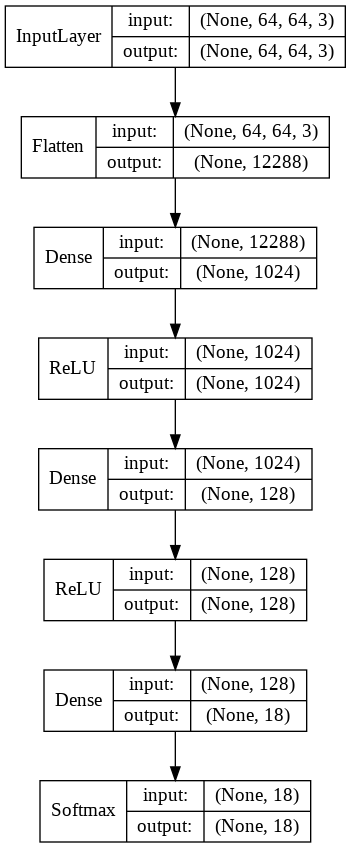 InputLayer
input: (None, 64, 64, 3)
output: (None, 64, 64, 3)
Flatten
input: (None, 64, 64, 3)
output: (None, 12288)
Dense
input: (None, 12288)
output: (None, 1024)
ReLU
input: (None, 1024)
output: (None, 1024)
Dense
input: (None, 1024)
output: (None, 128)
ReLU
input: (None, 128)
output: (None, 128)
Dense
input: (None, 128)
output: (None, 18)
Softmax
input: (None, 18)
output: (None, 18)